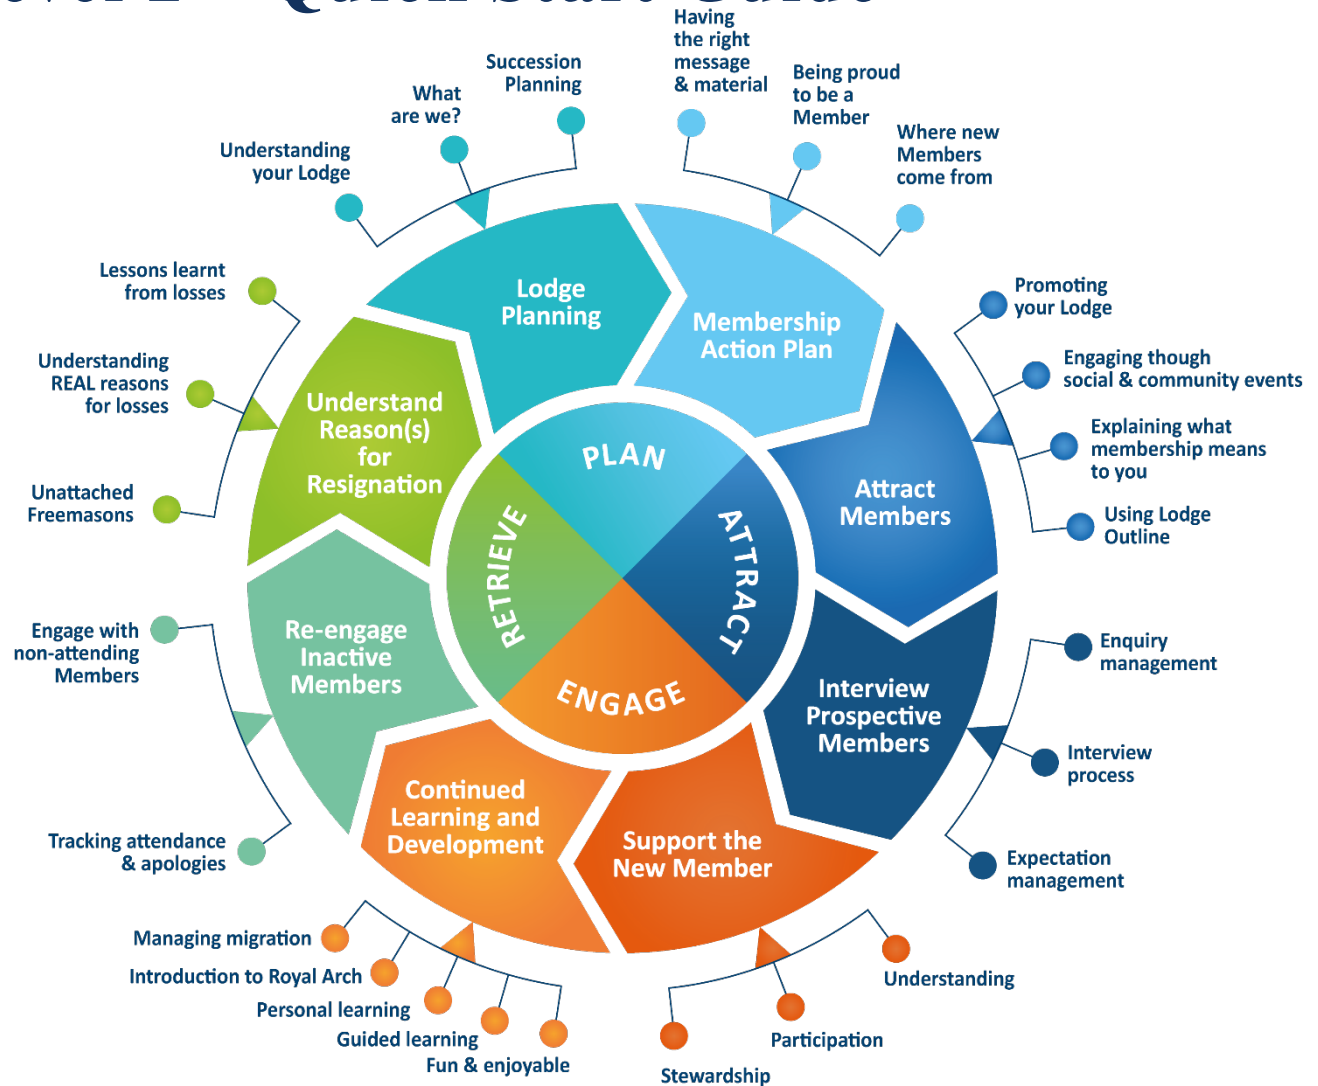 Quick Start Guide
Having
the right
message
& material
Being proud
to be a
Member
Where new
Members
come from
Succession
Planning
What
are we?
Understanding
your Lodge
Lodge
Planning
Membership
Action Plan
Promoting
your Lodge
Engaging though
social & community events
Explaining what
membership means
to you
Using Lodge
Outline
Attract
Members
Enquiry
management
Interview
process
Expectation
management
Interview
Prospective
Members
Understanding
Participation
Stewardship
Support the
New Member
Fun & enjoyable
Guided learning
Personal learning
Introduction to Royal Arch
Managing migration
Continued
Learning and
Development
Tracking attendance
& apologies
Engage with
non-attending
Members
Re-engage
Inactive
Members
Unattached
Freemasons
Understanding
REAL reasons
for losses
Lessons learnt
from losses
Understand
Reason(s)
for
Resignation
PLAN
ATTRACT
ENGAGE
RETRIEVE